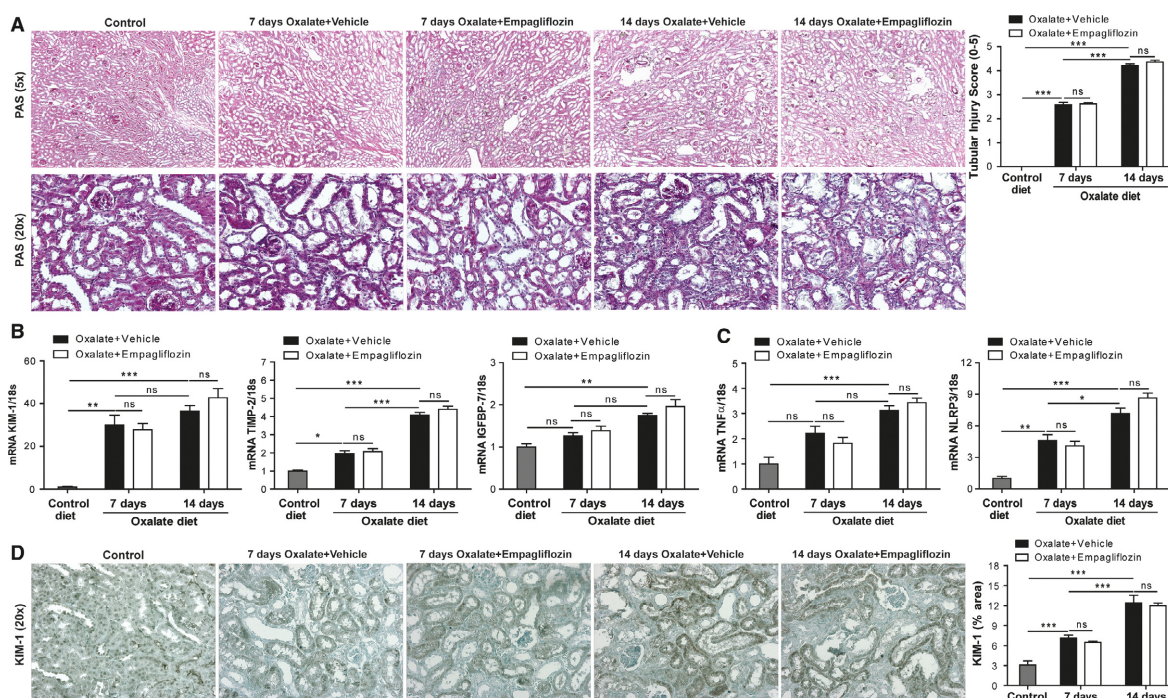 A
Control
7 days Oxalate+Vehicle
7 days Oxalate+Empagliflozin
14 days Oxalate+Vehicle
14 days Oxalate+Empagliflozin
PAS (5x)
PAS (20x)
Oxalate+Vehicle
Oxalate+Empagliflozin
Tubular Injury Score (0-5)
5
4
3
2
1
0
***
***
***
ns
ns
Control diet
7 days
14 days
Oxalate diet
B
Oxalate+Vehicle
Oxalate+Empagliflozin
mRNA KIM-1/18s
60
40
20
0
***
ns
ns
**
ns
Control diet
7 days
14 days
Oxalate diet
Oxalate+Vehicle
Oxalate+Empagliflozin
mRNA TIMP-2/18s
7
6
5
4
3
2
1
0
***
***
ns
*
ns
Control diet
7 days
14 days
Oxalate diet
Oxalate+Vehicle
Oxalate+Empagliflozin
mRNA IGFBP-7/18s
3
2
1
0
**
ns
ns
ns
ns
Control diet
7 days
14 days
Oxalate diet
C
Oxalate+Vehicle
Oxalate+Empagliflozin
mRNA TNFα/18s
5
4
3
2
1
0
***
ns
ns
ns
ns
Control diet
7 days
14 days
Oxalate diet
Oxalate+Vehicle
Oxalate+Empagliflozin
mRNA NLRP3/18s
12
9
6
3
0
***
*
ns
**
ns
Control diet
7 days
14 days
Oxalate diet
D
Control
7 days Oxalate+Vehicle
7 days Oxalate+Empagliflozin
14 days Oxalate+Vehicle
14 days Oxalate+Empagliflozin
KIM-1 (20x)
Oxalate+Vehicle
Oxalate+Empagliflozin
KIM-1 (% area)
18
15
12
9
6
3
***
***
ns
***
ns
Control
7 days
14 days